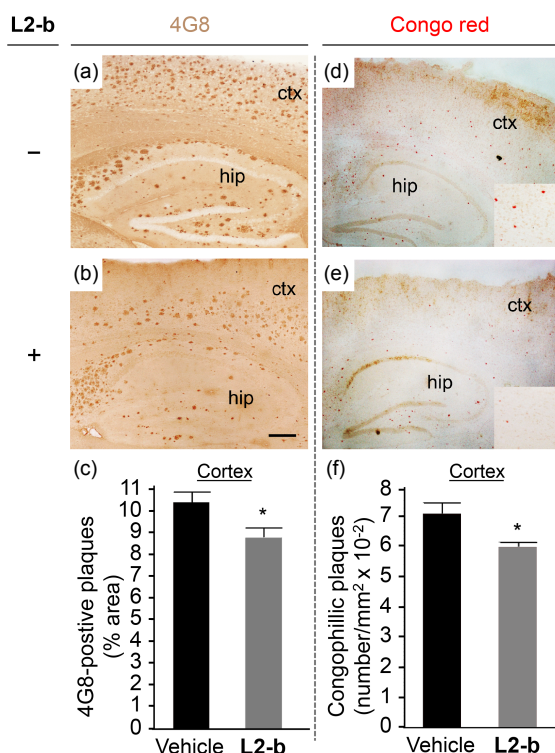 L2-b 4G8 Congo red
(a) (d)
ctx ctx
−
hip hip
(b) (e)
ctx ctx
+
hip hip
(c) (f)
Cortex Cortex
4G8-postive plaques
(% area)
11
10
9
8
7
6
5
4
3
2
1
0
*
Vehicle L2-b
Congophillic plaques
(number/mm² x 10⁻²)
8
7
6
5
4
3
2
1
0
*
Vehicle L2-b